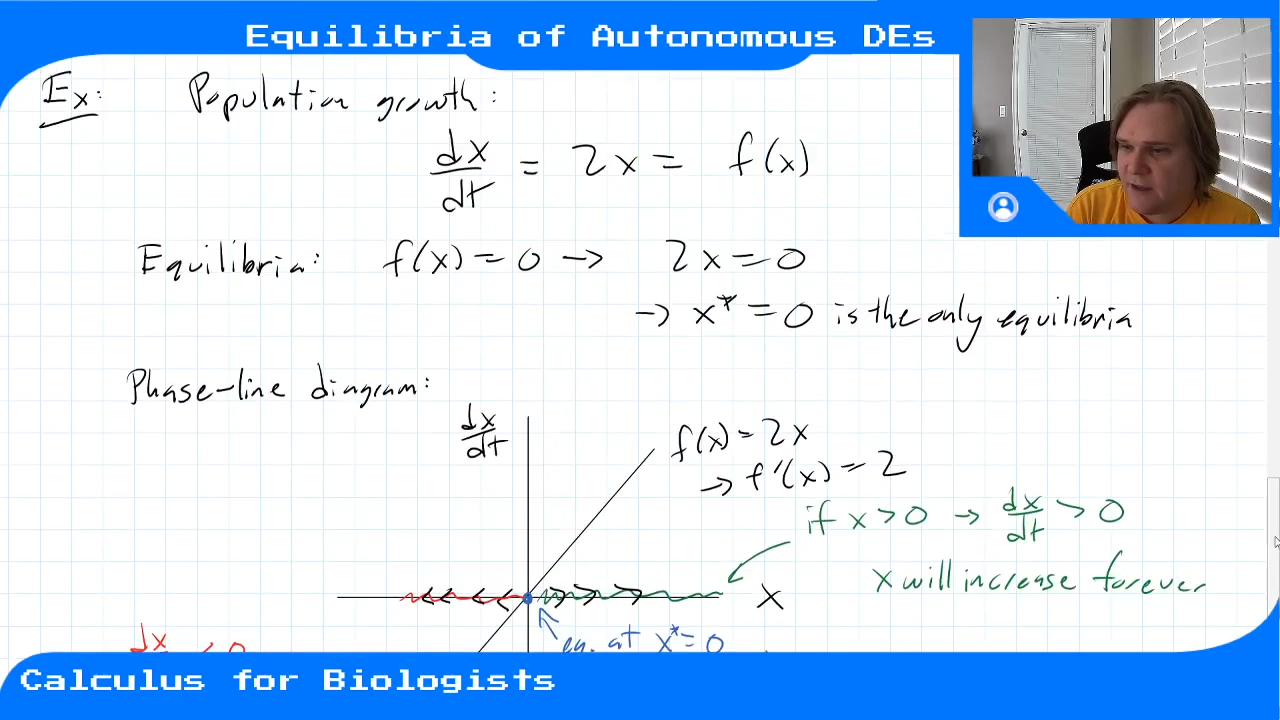 Equilibria of Autonomous DEs
Ex: Population growth:
dx/dt = 2x = f(x)
Equilibria: f(x) = 0 → 2x = 0
→ x* = 0 is the only equilibria
Phase-line diagram:
dx/dt
f(x) = 2x
→ f'(x) = 2
if x > 0 → dx/dt > 0
x will increase forever
x
eq. at x* = 0
dx
Calculus for Biologists